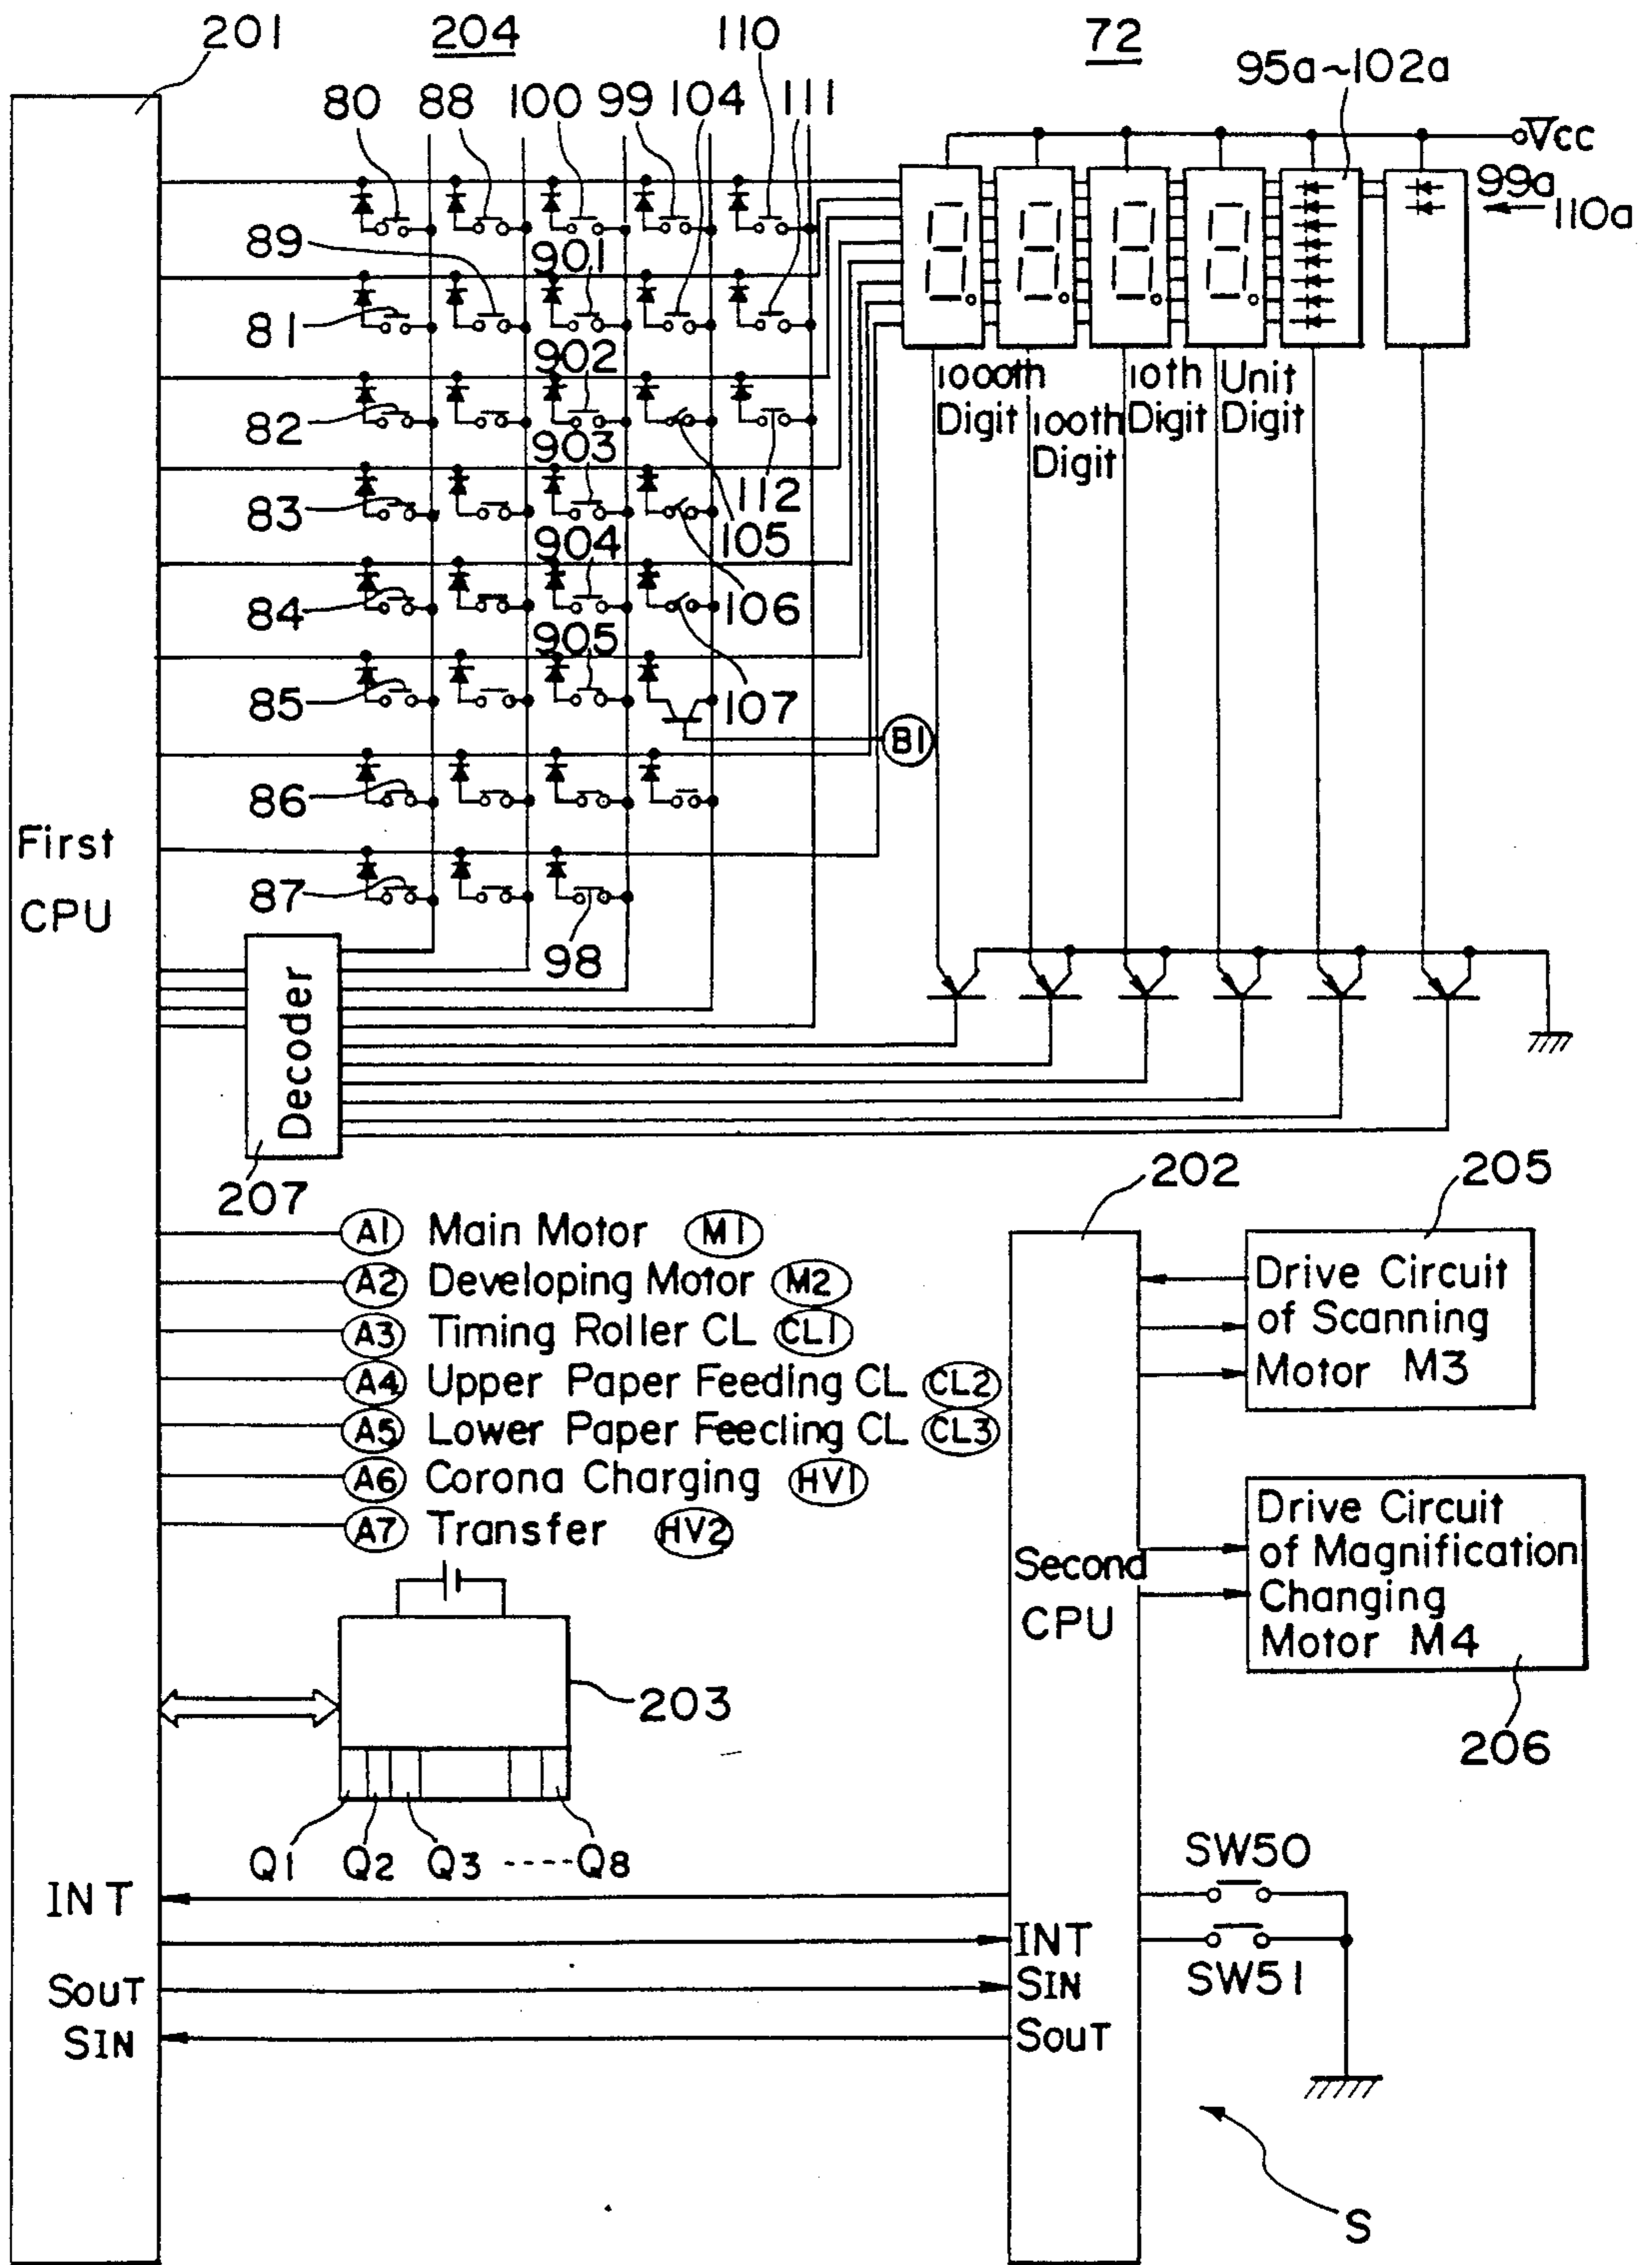 201 204 110 72
95a~102a
80 88 100 99 104 111
Vcc
99a
110a
89 901
81
902
1000th Digit
100th Digit
10th Digit
Unit Digit
82
903
112
83
105
904
84
106
905
85
107
B1
86
First CPU
87
98
Decoder
207
202
205
A1 Main Motor M1
A2 Developing Motor M2
A3 Timing Roller CL CL1
A4 Upper Paper Feeding CL CL2
A5 Lower Paper Feeding CL CL3
A6 Corona Charging HV1
A7 Transfer HV2
Drive Circuit
of Scanning
Motor M3
Drive Circuit
of Magnification
Changing
Motor M4
Second
CPU
203
206
Q1 Q2 Q3 ----Q8
SW50
INT
INT
SW51
SOUT
SIN
SIN
SOUT
S